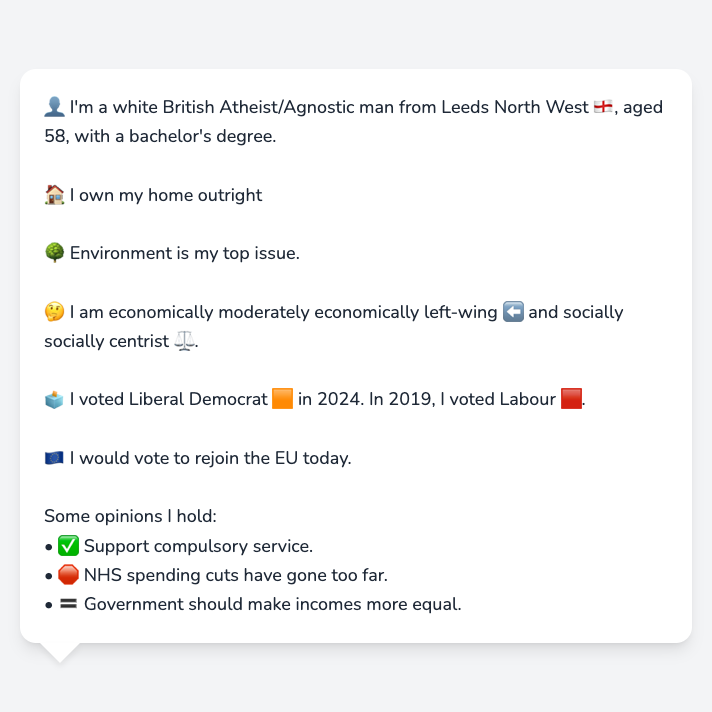 👤 I'm a white British Atheist/Agnostic man from Leeds North West 🏴󠁧󠁢󠁥󠁮󠁧󠁿, aged
58, with a bachelor's degree.
🏠 I own my home outright
🌳 Environment is my top issue.
🤔 I am economically moderately economically left-wing ⬅️ and socially
socially centrist ⚖️.
🗳️ I voted Liberal Democrat 🟧 in 2024. In 2019, I voted Labour 🟥.
🇪🇺 I would vote to rejoin the EU today.
Some opinions I hold:
• ✅ Support compulsory service.
• 🛑 NHS spending cuts have gone too far.
• 🟰 Government should make incomes more equal.